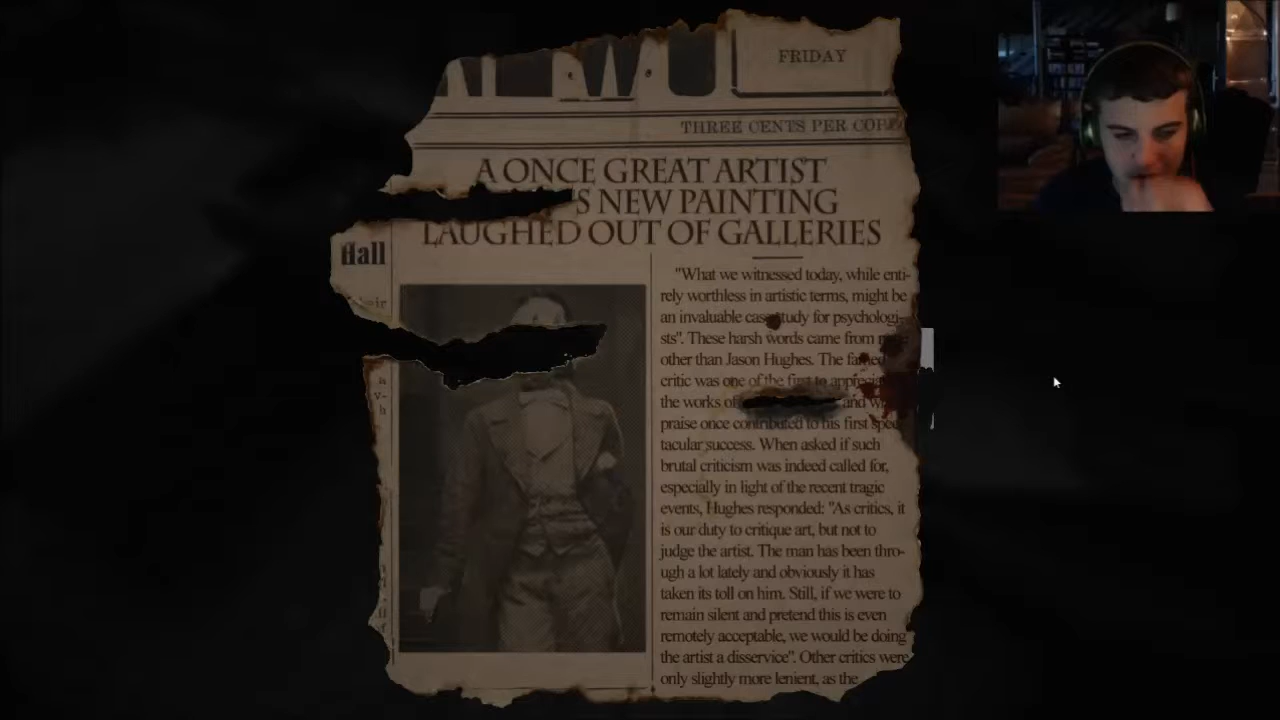 FRIDAY
THREE CENTS PER COP
A ONCE GREAT ARTIST
'S NEW PAINTING
LAUGHED OUT OF GALLERIES
Hall
"What we witnessed today, while enti-
rely worthless in artistic terms, might be
an invaluable case study for psychologi-
sts". These harsh words came from
other than Jason Hughes. The famed
critic was one of the first to apprecia
the works of and w
praise once contributed to his first spec
tacular success. When asked if such
brutal criticism was indeed called for,
especially in light of the recent tragic
events, Hughes responded: "As critics, it
is our duty to critique art, but not to
judge the artist. The man has been thro-
ugh a lot lately and obviously it has
taken its toll on him. Still, if we were to
remain silent and pretend this is even
remotely acceptable, we would be doing
the artist a disservice". Other critics were
only slightly more lenient, as the